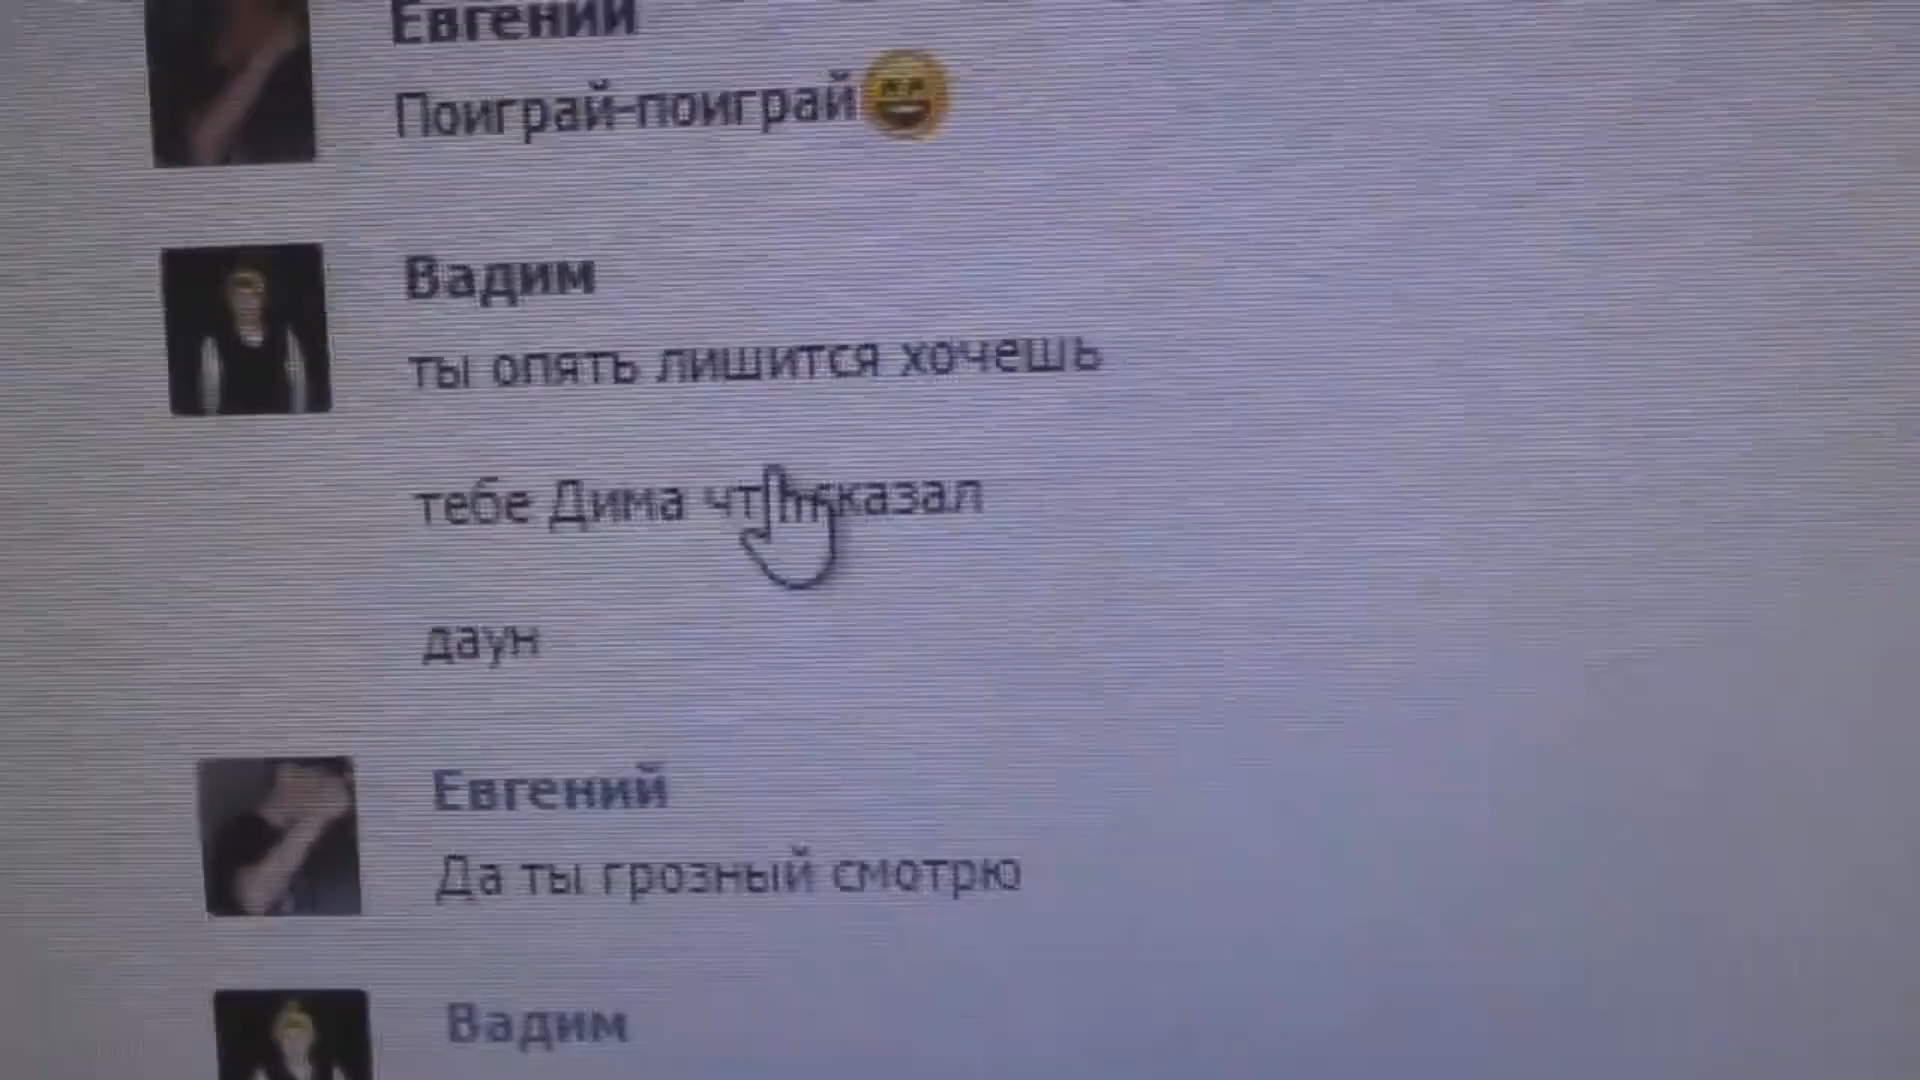 Евгений
Поиграй-поиграй
Вадим
ты опять лишится хочешь
тебе Дима что сказал
даун
Евгений
Да ты грозный смотрю
Вадим